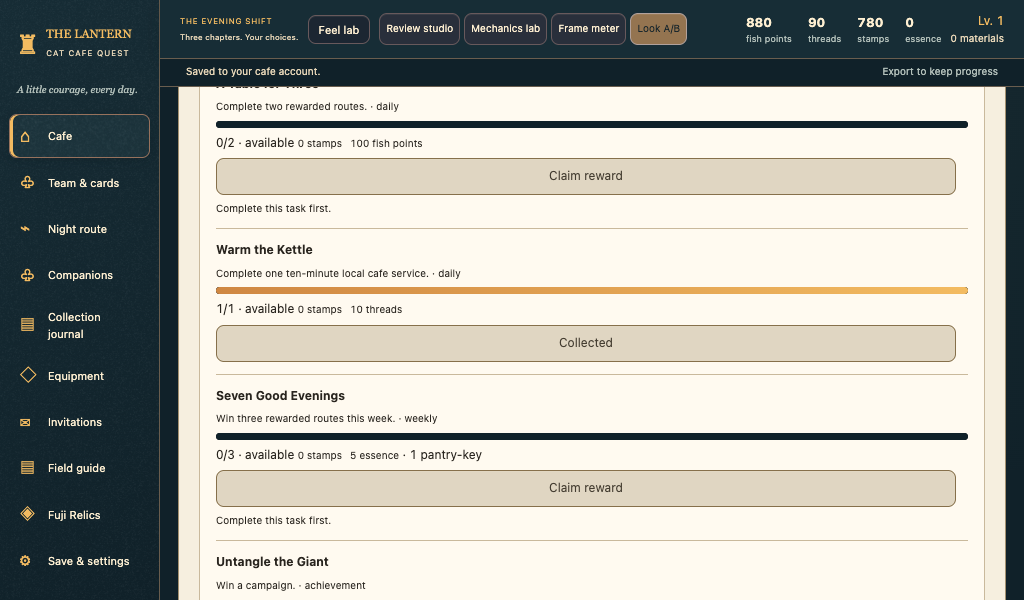 THE LANTERN
CAT CAFE QUEST
A little courage, every day.
Cafe
Team & cards
Night route
Companions
Collection
journal
Equipment
Invitations
Field guide
Fuji Relics
Save & settings
THE EVENING SHIFT
Three chapters. Your choices.
Feel lab
Review studio
Mechanics lab
Frame meter
Look A/B
880
fish points
90
threads
780
stamps
0
essence
Lv. 1
0 materials
Saved to your cafe account.
Export to keep progress
Complete two rewarded routes. · daily
0/2 · available 0 stamps 100 fish points
Claim reward
Complete this task first.
Warm the Kettle
Complete one ten-minute local cafe service. · daily
1/1 · available 0 stamps 10 threads
Collected
Seven Good Evenings
Win three rewarded routes this week. · weekly
0/3 · available 0 stamps 5 essence · 1 pantry-key
Claim reward
Complete this task first.
Untangle the Giant
Win a campaign. · achievement